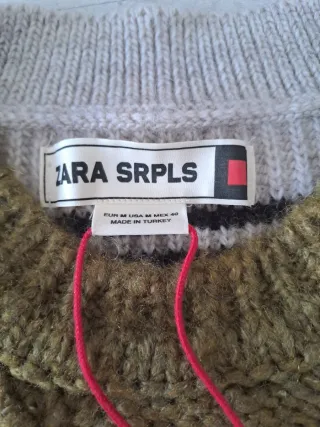 ZARA SRPLS
EUR M USA M MEX 40
MADE IN TURKEY